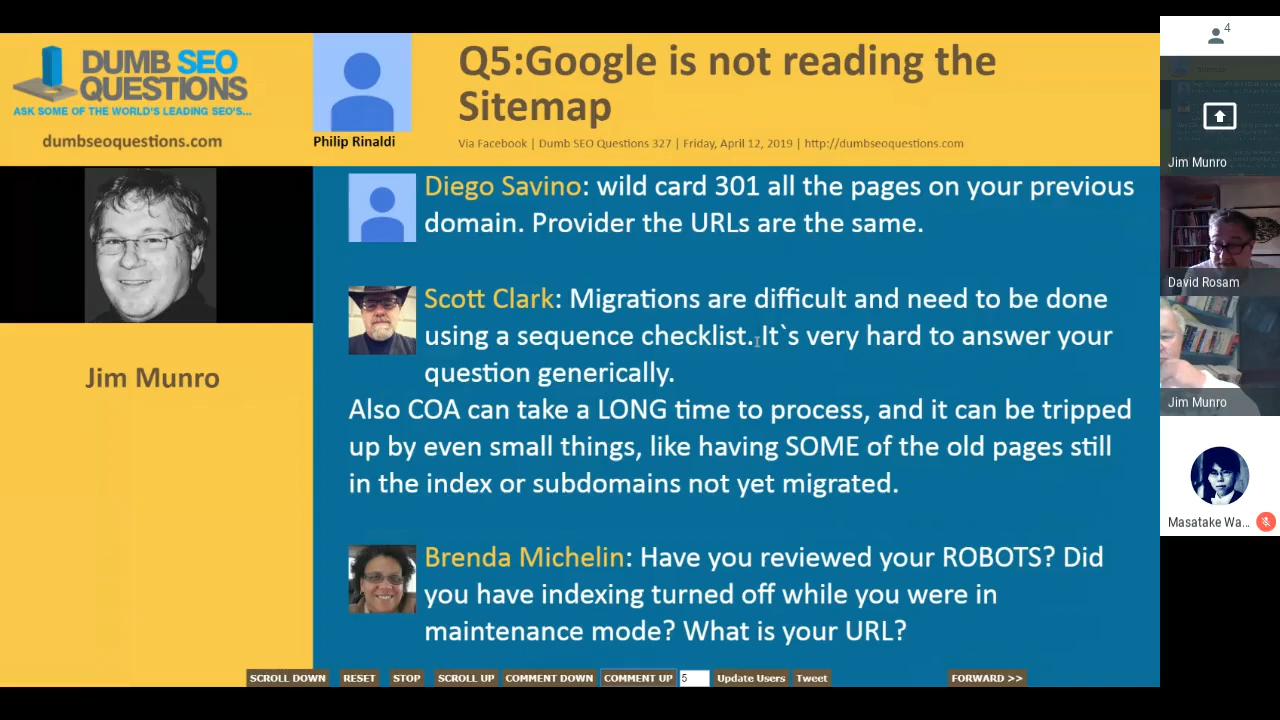 DUMB SEO
QUESTIONS
ASK SOME OF THE WORLD'S LEADING SEO'S...
dumbseoquestions.com
Philip Rinaldi
Q5:Google is not reading the
Sitemap
Via Facebook | Dumb SEO Questions 327 | Friday, April 12, 2019 | http://dumbseoquestions.com
Jim Munro
Diego Savino: wild card 301 all the pages on your previous
domain. Provider the URLs are the same.
Scott Clark: Migrations are difficult and need to be done
using a sequence checklist. It`s very hard to answer your
question generically.
Also COA can take a LONG time to process, and it can be tripped
up by even small things, like having SOME of the old pages still
in the index or subdomains not yet migrated.
Brenda Michelin: Have you reviewed your ROBOTS? Did
you have indexing turned off while you were in
maintenance mode? What is your URL?
SCROLL DOWN RESET STOP SCROLL UP COMMENT DOWN COMMENT UP 5 Update Users Tweet FORWARD >>
4
Jim Munro
David Rosam
Jim Munro
Masatake Wa...